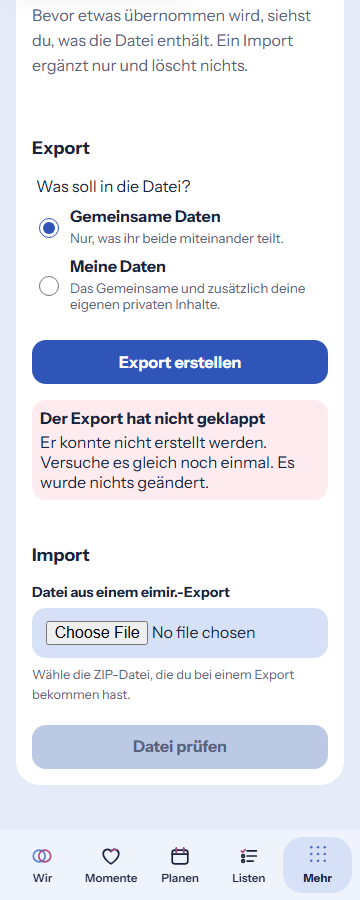 Bevor etwas übernommen wird, siehst
du, was die Datei enthält. Ein Import
ergänzt nur und löscht nichts.
Export
Was soll in die Datei?
Gemeinsame Daten
Nur, was ihr beide miteinander teilt.
Meine Daten
Das Gemeinsame und zusätzlich deine
eigenen privaten Inhalte.
Export erstellen
Der Export hat nicht geklappt
Er konnte nicht erstellt werden.
Versuche es gleich noch einmal. Es
wurde nichts geändert.
Import
Datei aus einem eimir.-Export
Choose File No file chosen
Wähle die ZIP-Datei, die du bei einem Export
bekommen hast.
Datei prüfen
Wir Momente Planen Listen Mehr